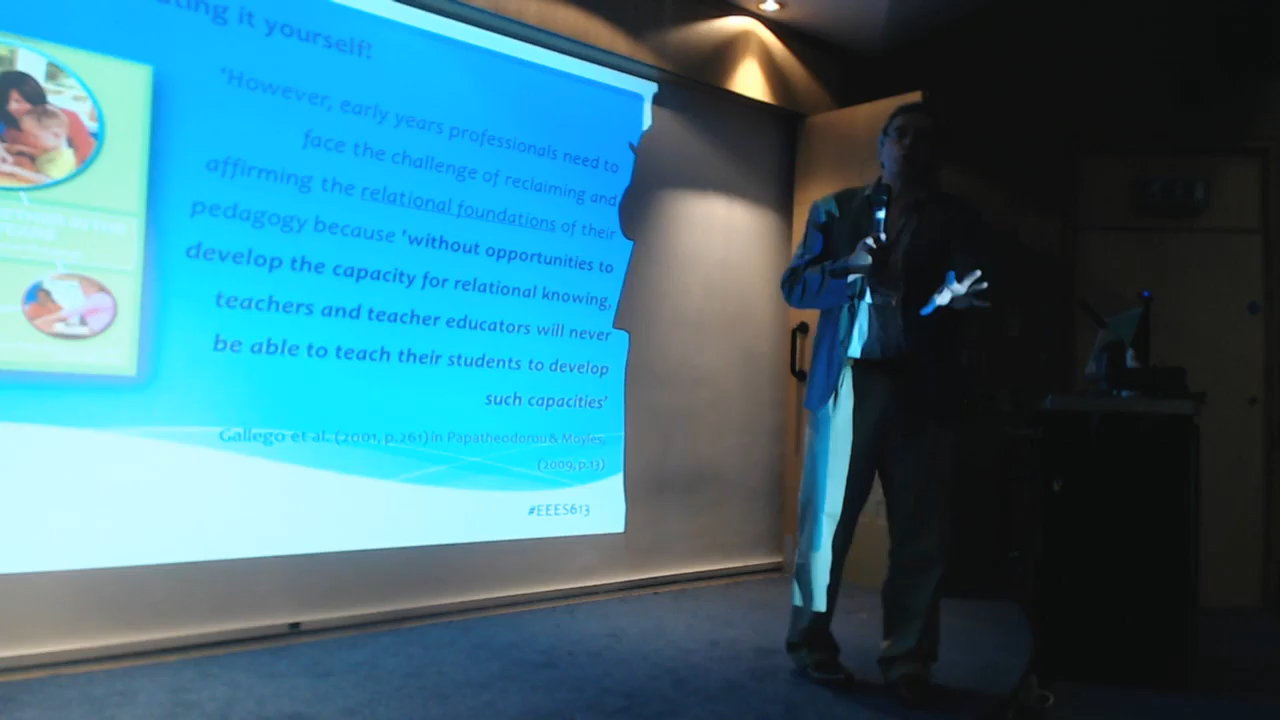 it yourself!
'However, early years professionals need to
face the challenge of reclaiming and
affirming the relational foundations of their
pedagogy because 'without opportunities to
develop the capacity for relational knowing,
teachers and teacher educators will never
be able to teach their students to develop
such capacities'
Gallego et al. (2001, p.261) in Papatheodorou & Moyles,
(2009, p.13)
#EEES613